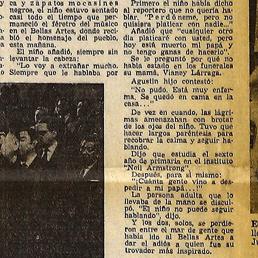 ca y zapatos mocasines
negros, el niño estuvo sentado
casi todo el tiempo que per-
maneció el féretro del músico
en el Bellas Artes, donde reci-
bió el homenaje del pueblo,
esta mañana.
El niño añadió, siempre sin
levantar la cabeza:
"Lo voy a extrañar mucho.
Siempre que le hablaba por
Primero el niño había dicho
al reportero que no quería ha-
blar. "Perdóneme, pero no
quisiera platicar con nadie..."
Añadió que "cualquier otro
día platicaré con usted, pero
hoy está muerto mi papá y
no tengo ganas de hacerlo".
Se le preguntó por qué no
había estado en los funerales
su mamá, Vianey Lárraga.
Agustín hijo contestó:
"No pudo. Está muy enfer-
ma. Se quedó en cama en la
casa..."
De vez en cuando, las lágri-
mas amenazaban con brotar
de los ojos del niño. Tuvo que
hacer largos paréntesis para
recobrar la calma y seguir ha-
blando.
Dijo que estudia el sexto
año de primaria en el instituto
"Neil Armstrong".
Después, para sí mismo:
"¡Cuánta gente vino a des-
pedir a mi papá...!"
La persona adulta que lo
llevaba de la mano se discul-
pó. "El niño no puede seguir
hablando", dijo.
Y los dos, solos, se perdie-
ron entre el mar de gente que
había ido al Bellas Artes a
dar el adiós a quien fue su
trovador más inspirado.